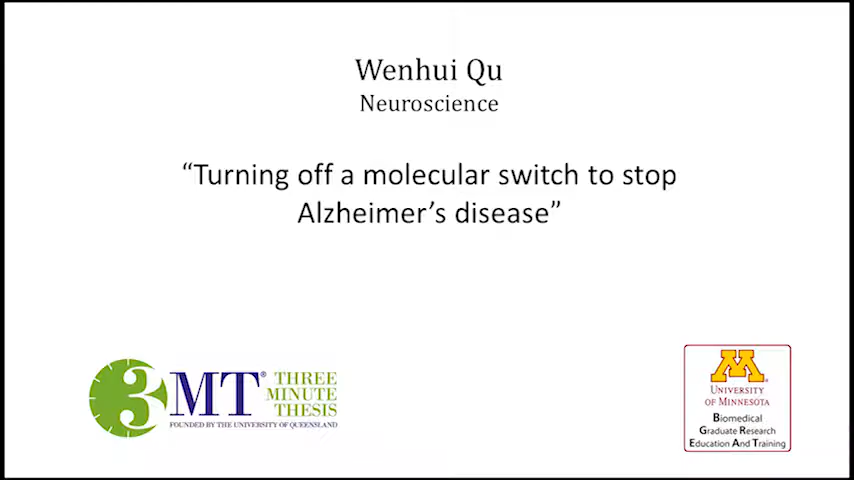 Wenhui Qu
Neuroscience
“Turning off a molecular switch to stop
Alzheimer’s disease”
3MT® THREE
MINUTE
THESIS
FOUNDED BY THE UNIVERSITY OF QUEENSLAND
M
UNIVERSITY
OF MINNESOTA
Biomedical
Graduate Research
Education And Training